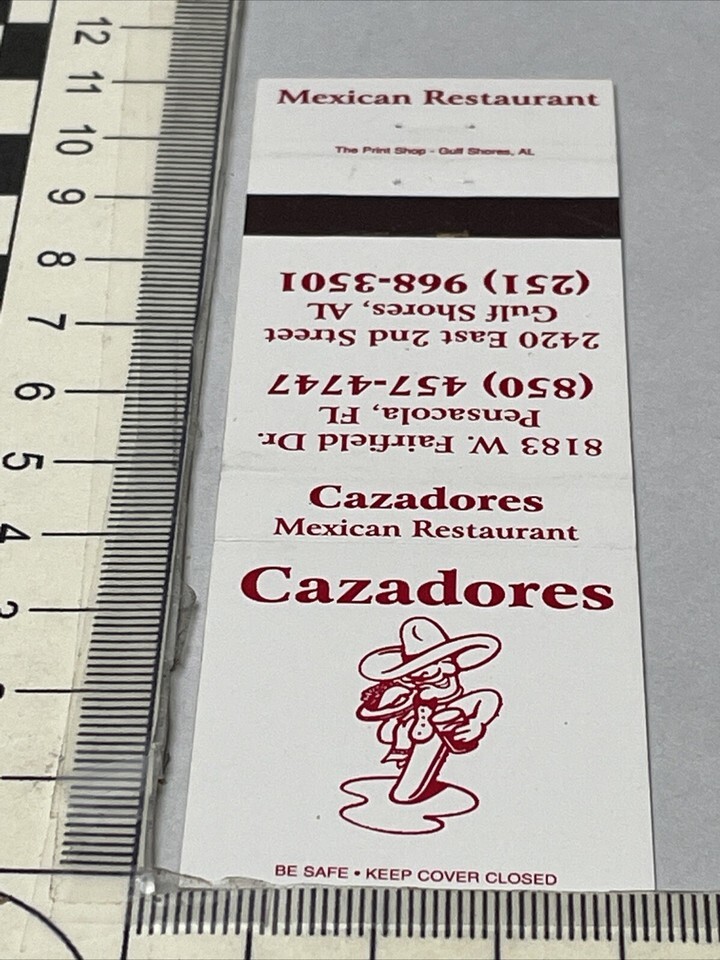 Mexican Restaurant
The Print Shop - Gulf Shores, AL
8183 W. Fairfield Dr.
Pensacola, FL
(850) 457-4747
2420 East 2nd Street
Gulf Shores, AL
(251) 968-3501
Cazadores
Mexican Restaurant
Cazadores
BE SAFE • KEEP COVER CLOSED
12
11
10
9
8
7
6
5
4